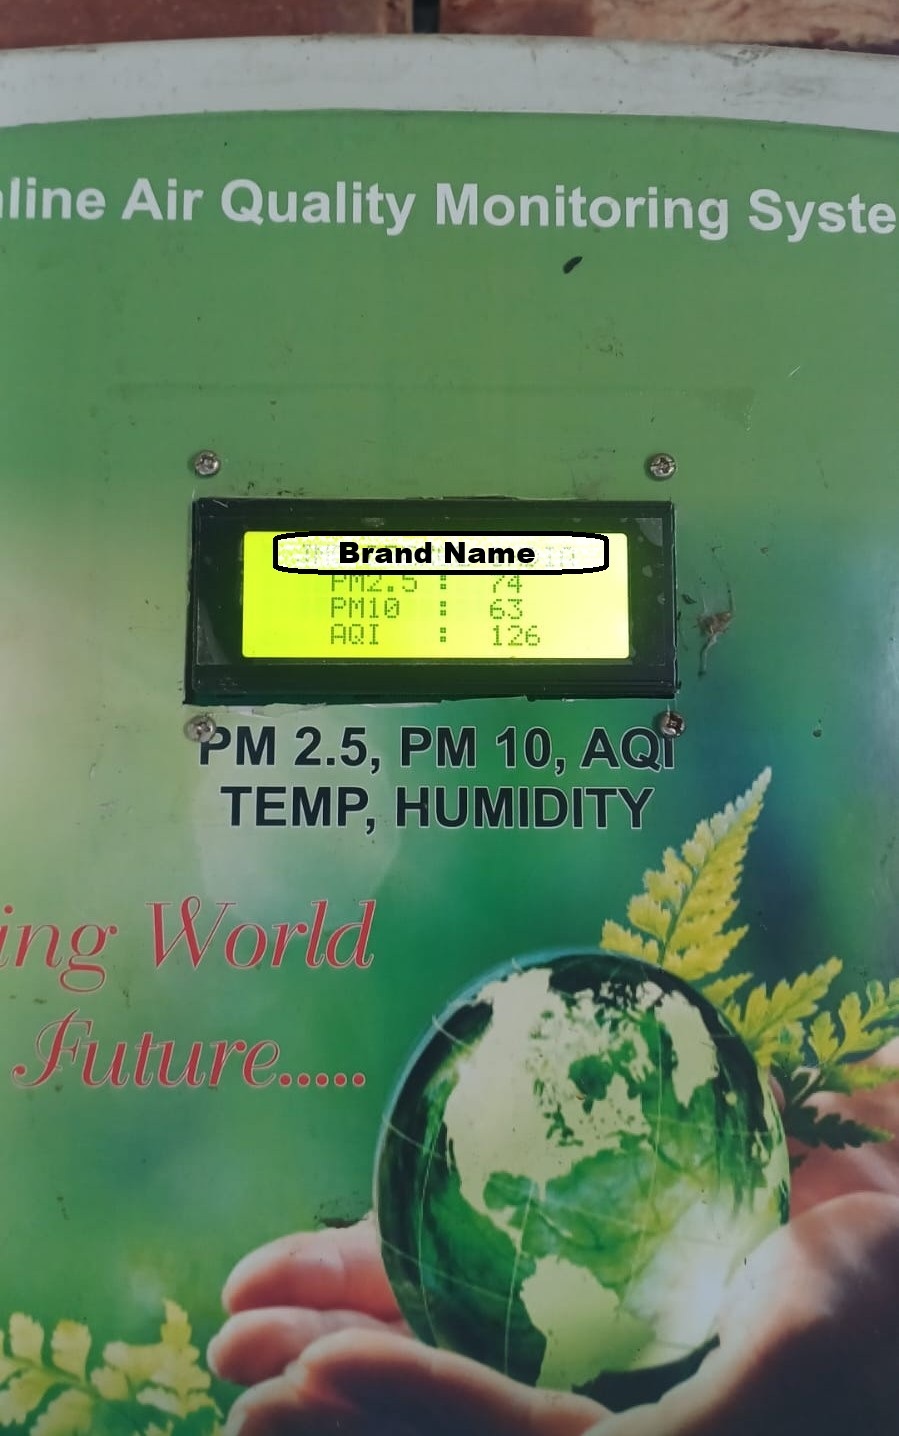 nline Air Quality Monitoring Syste
Brand Name
PM2.5 : 74
PM10 : 63
AQI : 126
PM 2.5, PM 10, AQI
TEMP, HUMIDITY
ing World
Future.....